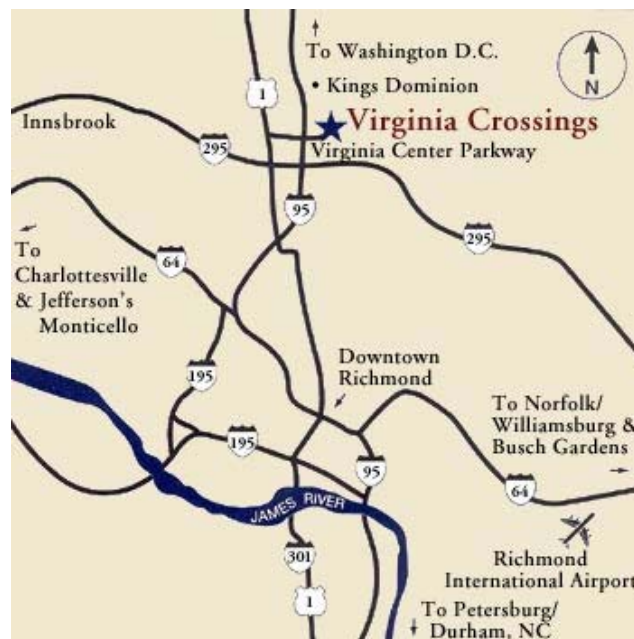 To Washington D.C.
• Kings Dominion
N
1
Virginia Crossings
Innsbrook
295
Virginia Center Parkway
95
295
To
Charlottesville
& Jefferson's
Monticello
64
Downtown
Richmond
195
To Norfolk/
Williamsburg &
Busch Gardens
195
95
64
JAMES RIVER
Richmond
International Airport
301
1
To Petersburg/
Durham, NC